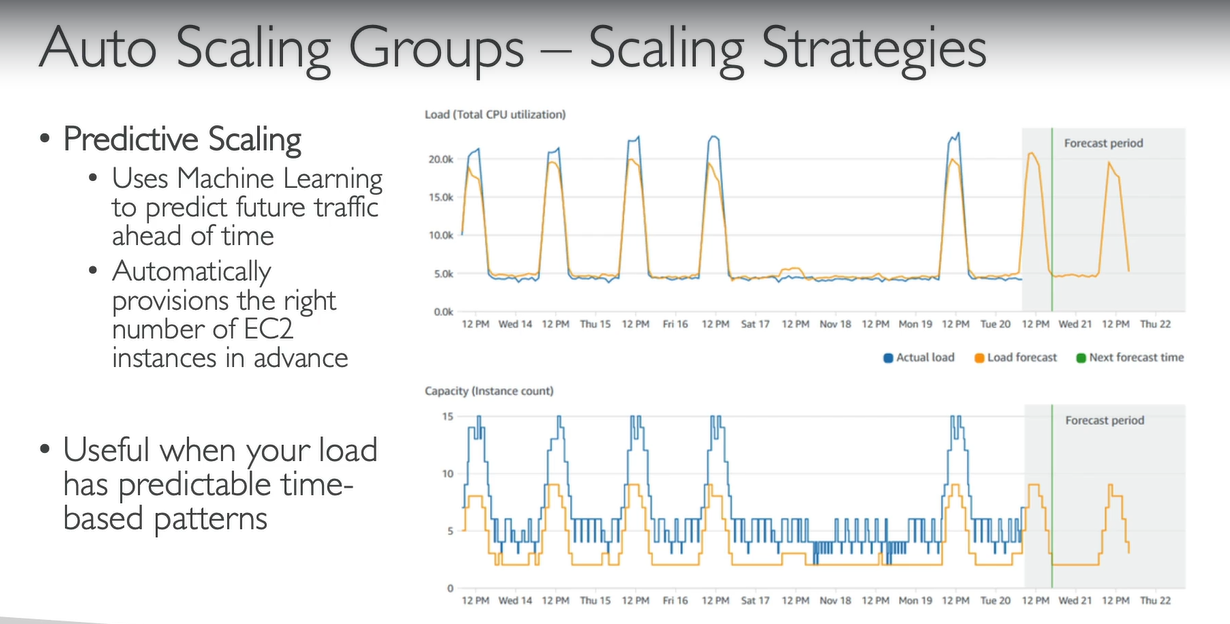 Auto Scaling Groups – Scaling Strategies
• Predictive Scaling
• Uses Machine Learning
to predict future traffic
ahead of time
• Automatically
provisions the right
number of EC2
instances in advance
• Useful when your load
has predictable time-
based patterns
Load (Total CPU utilization)
Forecast period
20.0k
15.0k
10.0k
5.0k
0.0k
12 PM Wed 14 12 PM Thu 15 12 PM Fri 16 12 PM Sat 17 12 PM Nov 18 12 PM Mon 19 12 PM Tue 20 12 PM Wed 21 12 PM Thu 22
Actual load Load forecast Next forecast time
Capacity (Instance count)
Forecast period
15
10
5
0
12 PM Wed 14 12 PM Thu 15 12 PM Fri 16 12 PM Sat 17 12 PM Nov 18 12 PM Mon 19 12 PM Tue 20 12 PM Wed 21 12 PM Thu 22